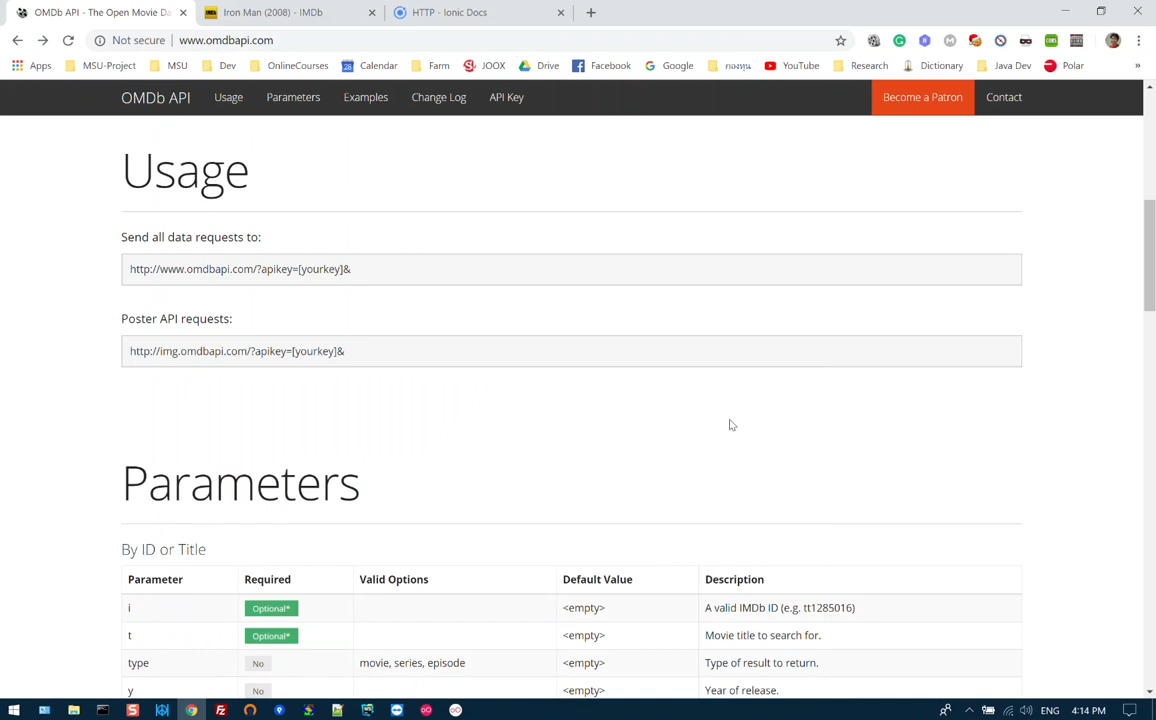 OMDb API - The Open Movie Da
Iron Man (2008) - IMDb
HTTP - Ionic Docs
Not secure | www.omdbapi.com
Apps MSU-Project MSU Dev OnlineCourses Calendar Farm JOOX Drive Facebook Google กองทุน YouTube Research Dictionary Java Dev Polar »
OMDb API Usage Parameters Examples Change Log API Key Become a Patron Contact
Usage
Send all data requests to:
http://www.omdbapi.com/?apikey=[yourkey]&
Poster API requests:
http://img.omdbapi.com/?apikey=[yourkey]&
Parameters
By ID or Title
Parameter Required Valid Options Default Value Description
i Optional* <empty> A valid IMDb ID (e.g. tt1285016)
t Optional* <empty> Movie title to search for.
type No movie, series, episode <empty> Type of result to return.
y No <empty> Year of release.
ENG 4:14 PM